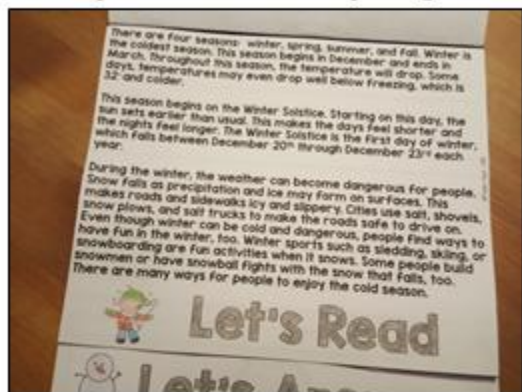 There are four seasons: winter, spring, summer, and fall. Winter is
the coldest season. This season begins in December and ends in
March. Throughout this season, the temperature will drop. Some
days, temperatures may even drop well below freezing, which is
32° and colder.
This season begins on the Winter Solstice. Starting on this day, the
sun sets earlier than usual. This makes the days feel shorter and
the nights feel longer. The Winter Solstice is the first day of winter,
which falls between December 20th through December 23rd each
year.
During the winter, the weather can become dangerous for people.
Snow falls as precipitation and ice may form on surfaces. This
makes roads and sidewalks icy and slippery. Cities use salt, shovels,
snow plows, and salt trucks to make the roads safe to drive on.
Even though winter can be cold and dangerous, people find ways to
have fun in the winter, too. Winter sports such as sledding, skiing, or
snowboarding are fun activities when it snows. Some people build
snowmen or have snowball fights with the snow that falls, too.
There are many ways for people to enjoy the cold season.
Let's Read
Let's